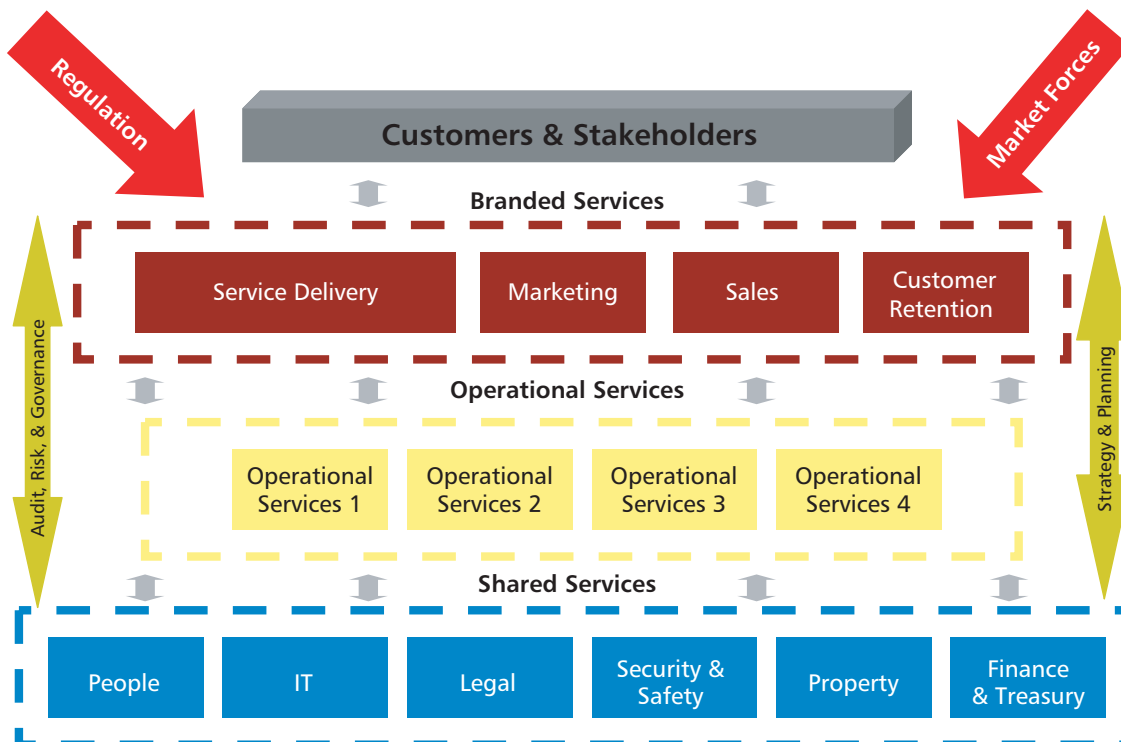 Regulation
Market Forces
Customers & Stakeholders
Branded Services
Service Delivery
Marketing
Sales
Customer
Retention
Audit, Risk, & Governance
Strategy & Planning
Operational Services
Operational
Services 1
Operational
Services 2
Operational
Services 3
Operational
Services 4
Shared Services
People
IT
Legal
Security &
Safety
Property
Finance
& Treasury